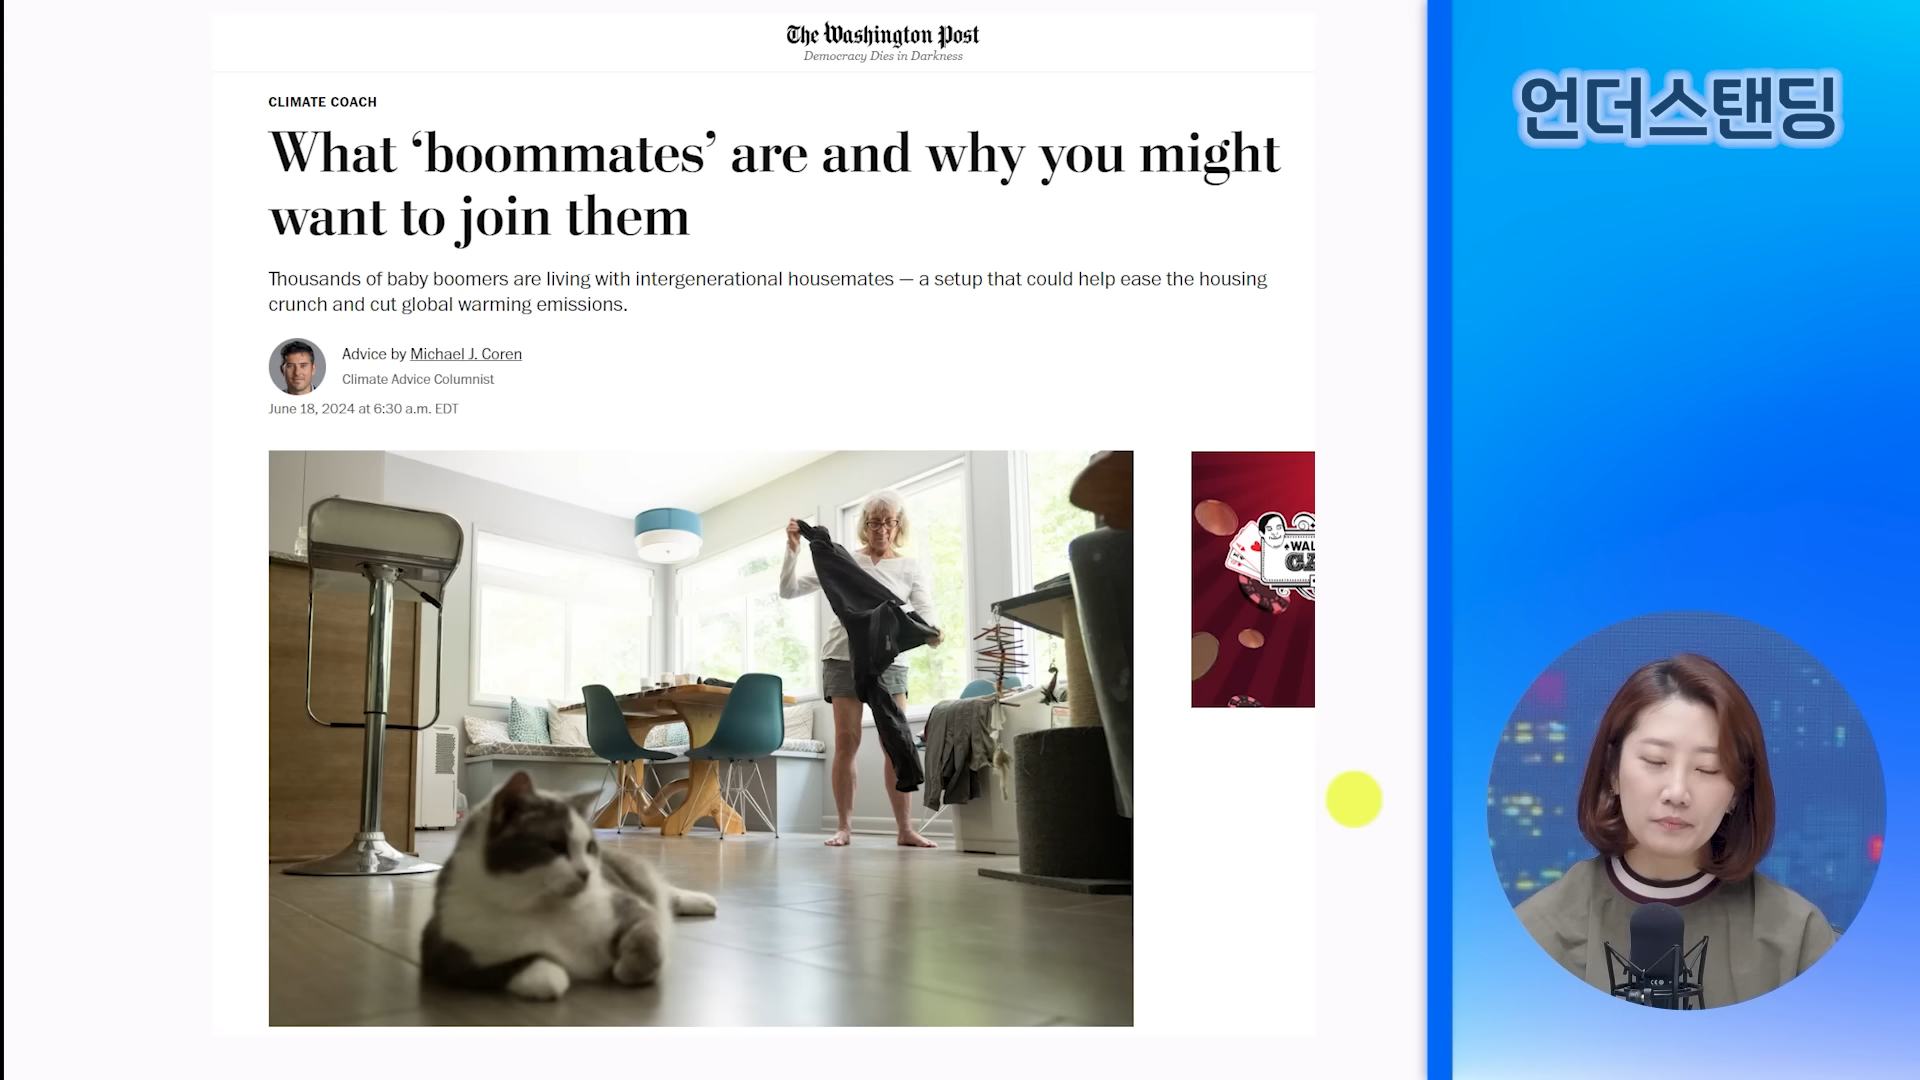 The Washington Post
Democracy Dies in Darkness
CLIMATE COACH
What ‘boommates’ are and why you might
want to join them
Thousands of baby boomers are living with intergenerational housemates — a setup that could help ease the housing
crunch and cut global warming emissions.
Advice by Michael J. Coren
Climate Advice Columnist
June 18, 2024 at 6:30 a.m. EDT
언더스탠딩